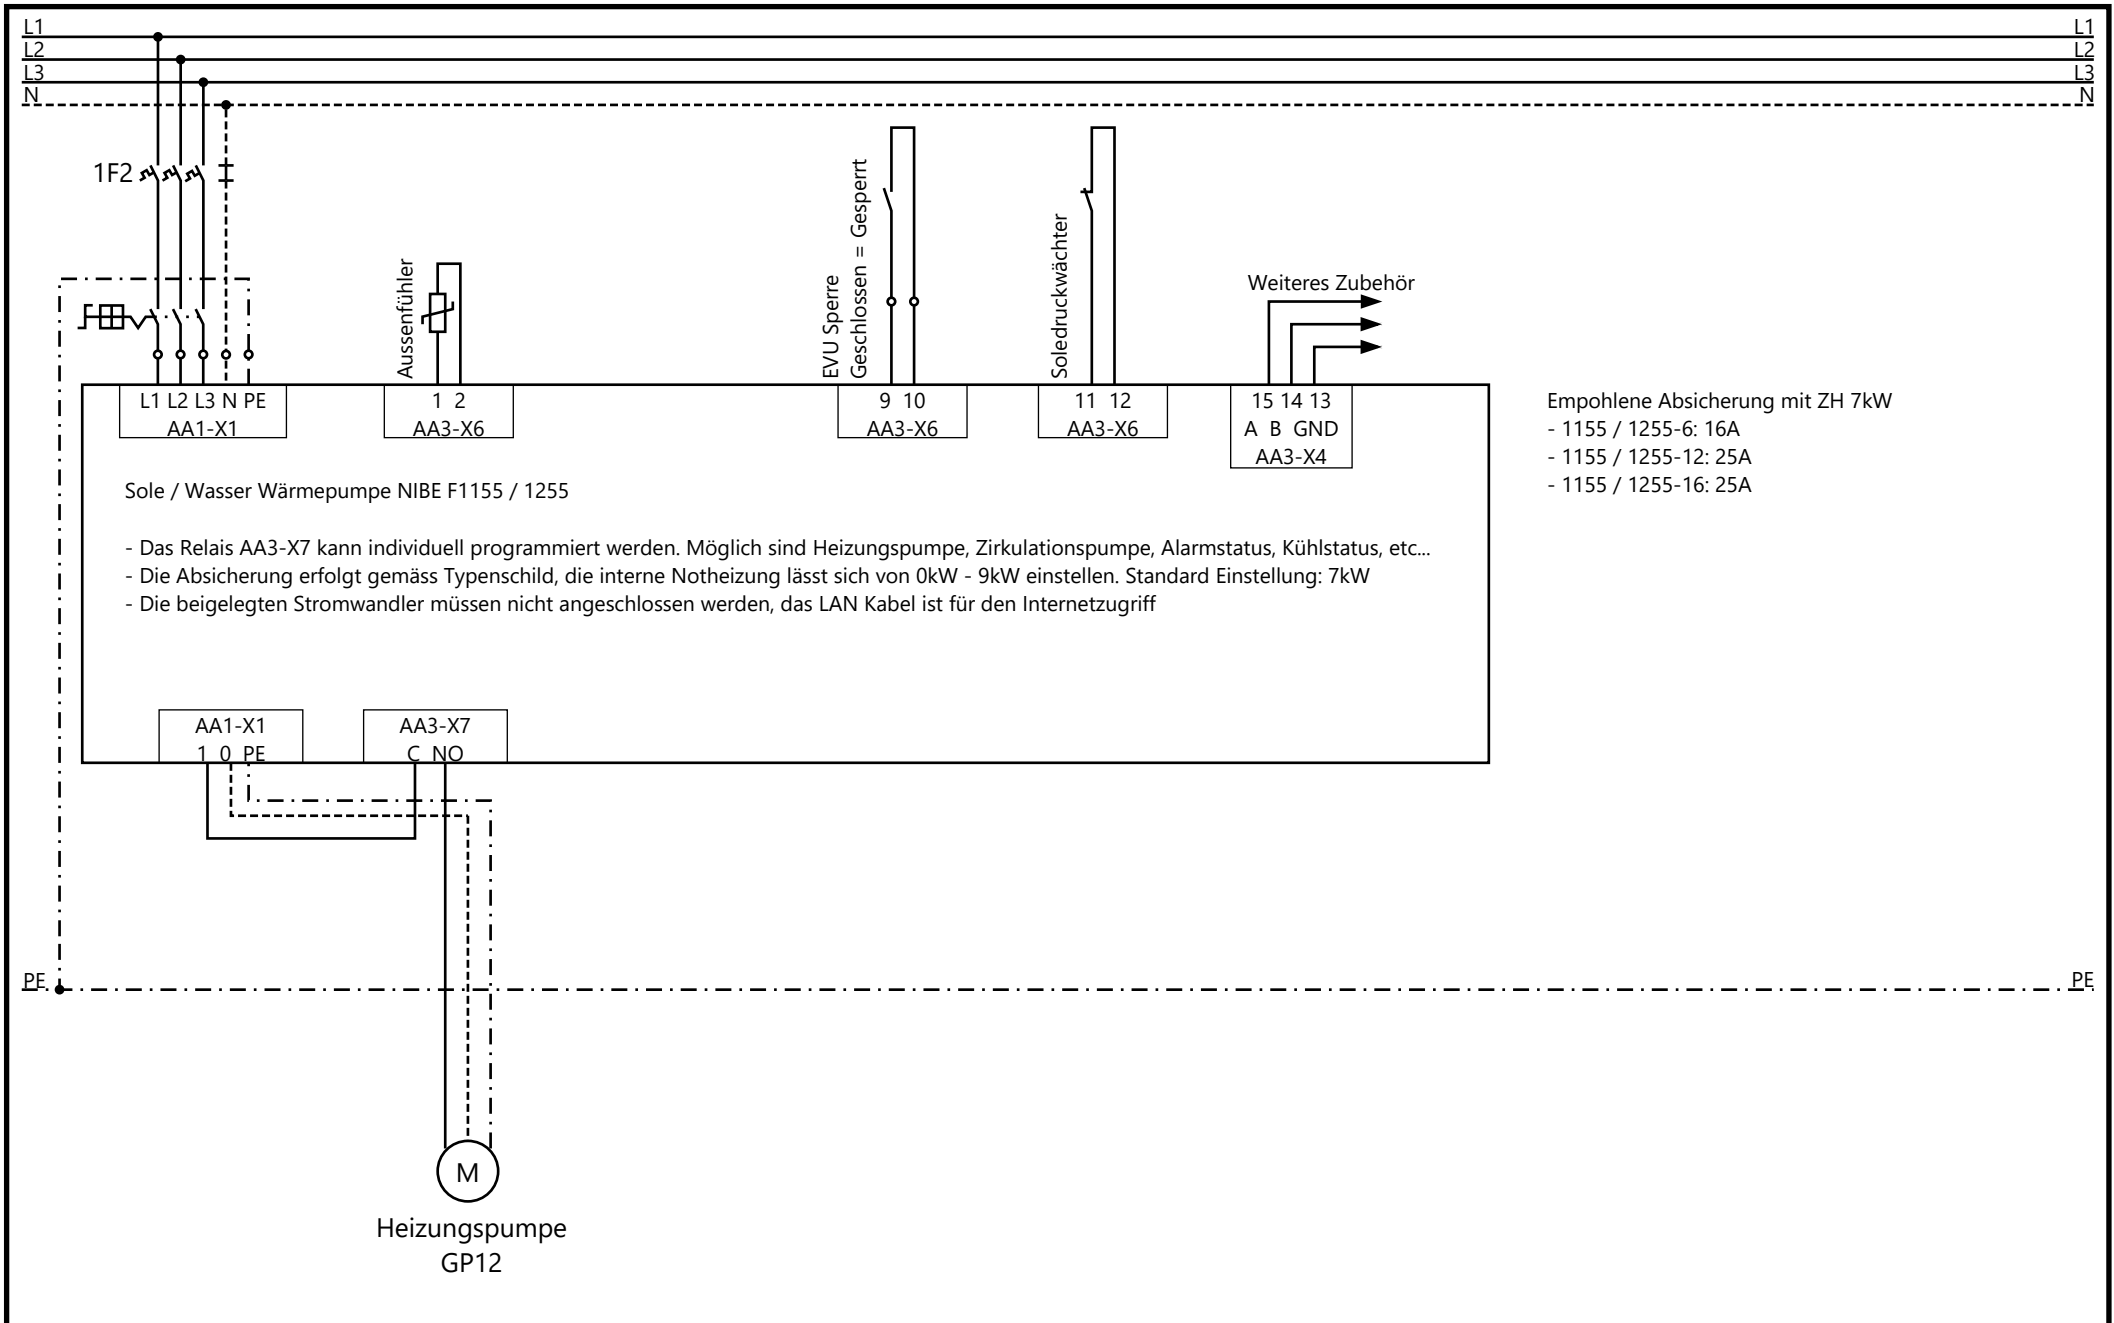 L1
L1
L2
L2
L3
L3
N
N
1F2
Aussenfühler
EVU Sperre
Geschlossen = Gesperrt
Soledruckwächter
Weiteres Zubehör
L1 L2 L3 N PE
AA1-X1
1 2
AA3-X6
9 10
AA3-X6
11 12
AA3-X6
15 14 13
A B GND
AA3-X4
Empohlene Absicherung mit ZH 7kW
- 1155 / 1255-6: 16A
- 1155 / 1255-12: 25A
- 1155 / 1255-16: 25A
Sole / Wasser Wärmepumpe NIBE F1155 / 1255
- Das Relais AA3-X7 kann individuell programmiert werden. Möglich sind Heizungspumpe, Zirkulationspumpe, Alarmstatus, Kühlstatus, etc...
- Die Absicherung erfolgt gemäss Typenschild, die interne Notheizung lässt sich von 0kW - 9kW einstellen. Standard Einstellung: 7kW
- Die beigelegten Stromwandler müssen nicht angeschlossen werden, das LAN Kabel ist für den Internetzugriff
AA1-X1
1 0 PE
AA3-X7
C NO
PE
PE
M
Heizungspumpe
GP12